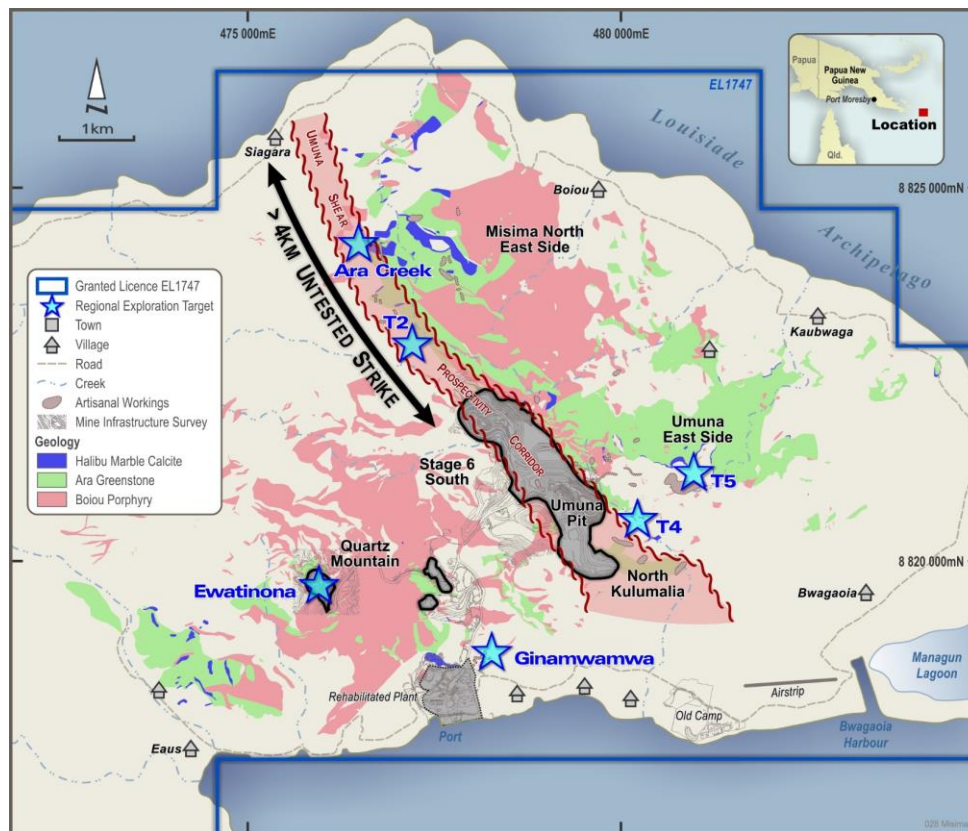 475 000mE
480 000mE
EL1747
Papua
Papua New
Guinea
Port Moresby
Location
Qld.
N
1km
Siagara
UMUNA
SHEAR
Louisiade
Archipelago
Boiou
8 825 000mN
Misima North
East Side
Ara Creek
> 4KM UNTESTED STRIKE
T2
Kaubwaga
PROSPECTIVITY
CORRIDOR
Granted Licence EL1747
Regional Exploration Target
Town
Village
Road
Creek
Artisanal Workings
Mine Infrastructure Survey
Geology
Halibu Marble Calcite
Ara Greenstone
Boiou Porphyry
Umuna
East Side
T5
Stage 6
South
Umuna
Pit
T4
Quartz
Mountain
8 820 000mN
Ewatinona
North
Kulumalia
Bwagaoia
Ginamwamwa
Managun
Lagoon
Rehabilitated Plant
Airstrip
Old Camp
Port
Bwagaoia
Harbour
Eaus
028 Misima